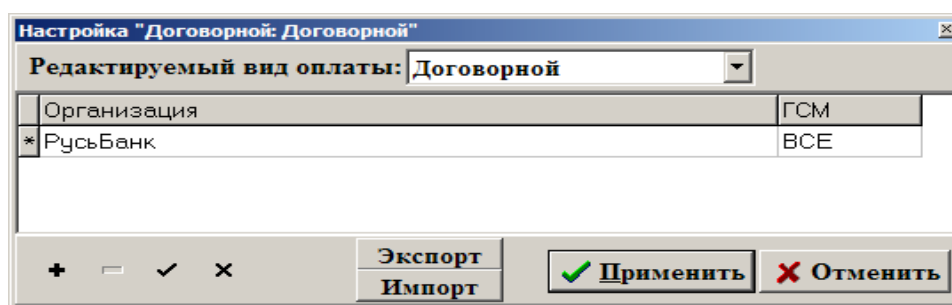 Настройка "Договорной: Договорной"
Редактируемый вид оплаты: Договорной
Организация ГСМ
* РусьБанк ВСЕ
Экспорт
Импорт
Применить Отменить